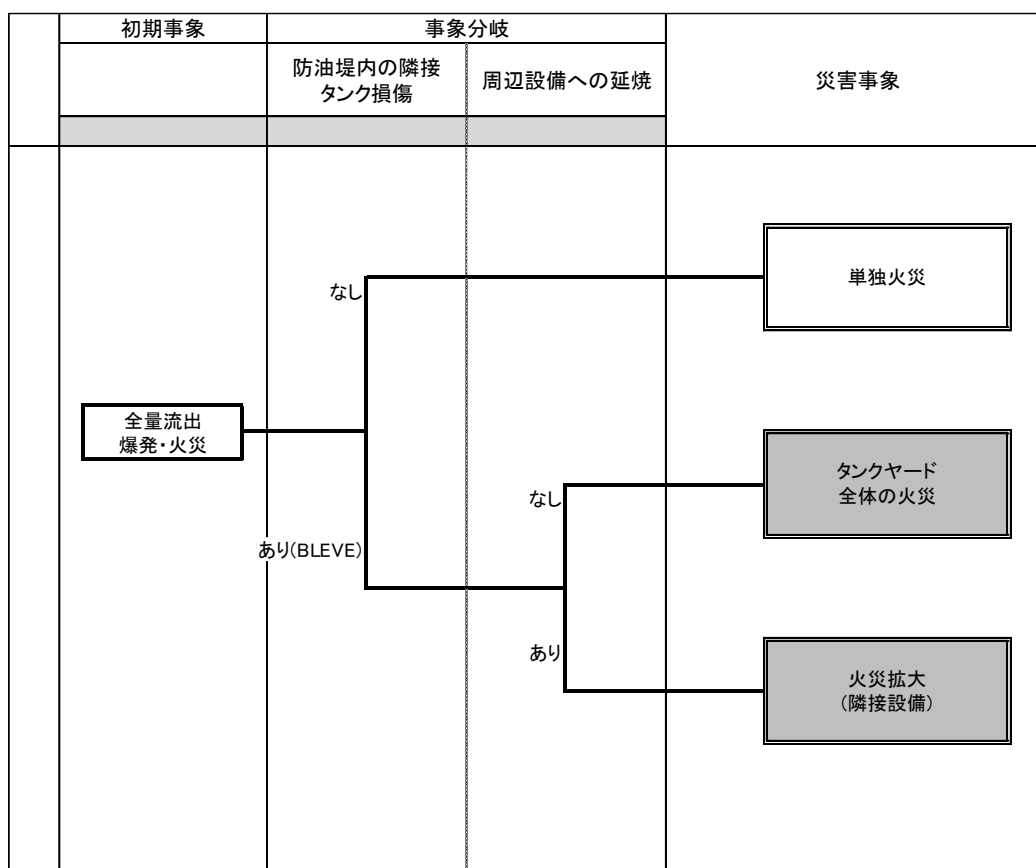 初期事象
事象分岐
災害事象
防油堤内の隣接
タンク損傷
周辺設備への延焼
なし
単独火災
全量流出
爆発・火災
なし
タンクヤード
全体の火災
あり(BLEVE)
あり
火災拡大
(隣接設備)